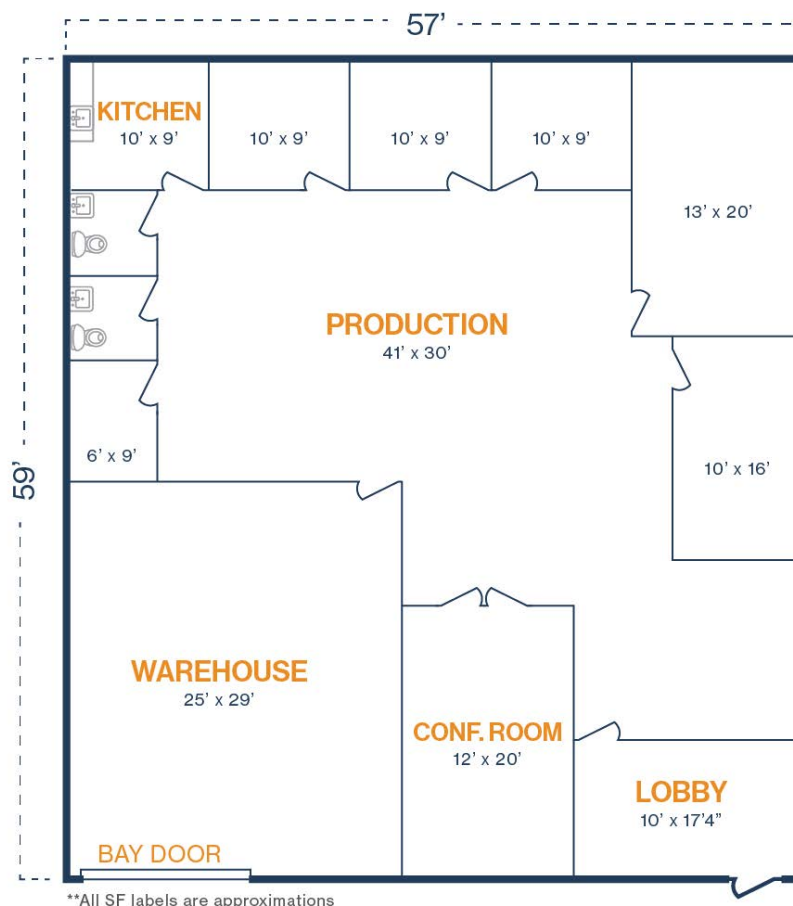 57’
KITCHEN
10’ x 9’
10’ x 9’
10’ x 9’
10’ x 9’
13’ x 20’
PRODUCTION
41’ x 30’
6’ x 9’
10’ x 16’
59’
WAREHOUSE
25’ x 29’
CONF. ROOM
12’ x 20’
LOBBY
10’ x 17’4”
BAY DOOR
**All SF labels are approximations